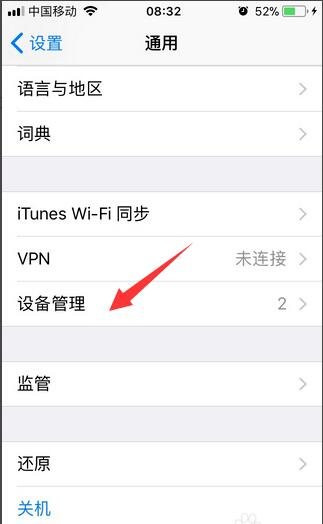 中国移动 08:32 52%
设置 通用
语言与地区
词典
iTunes Wi-Fi 同步
VPN 未连接
设备管理 2
监管
还原
关机